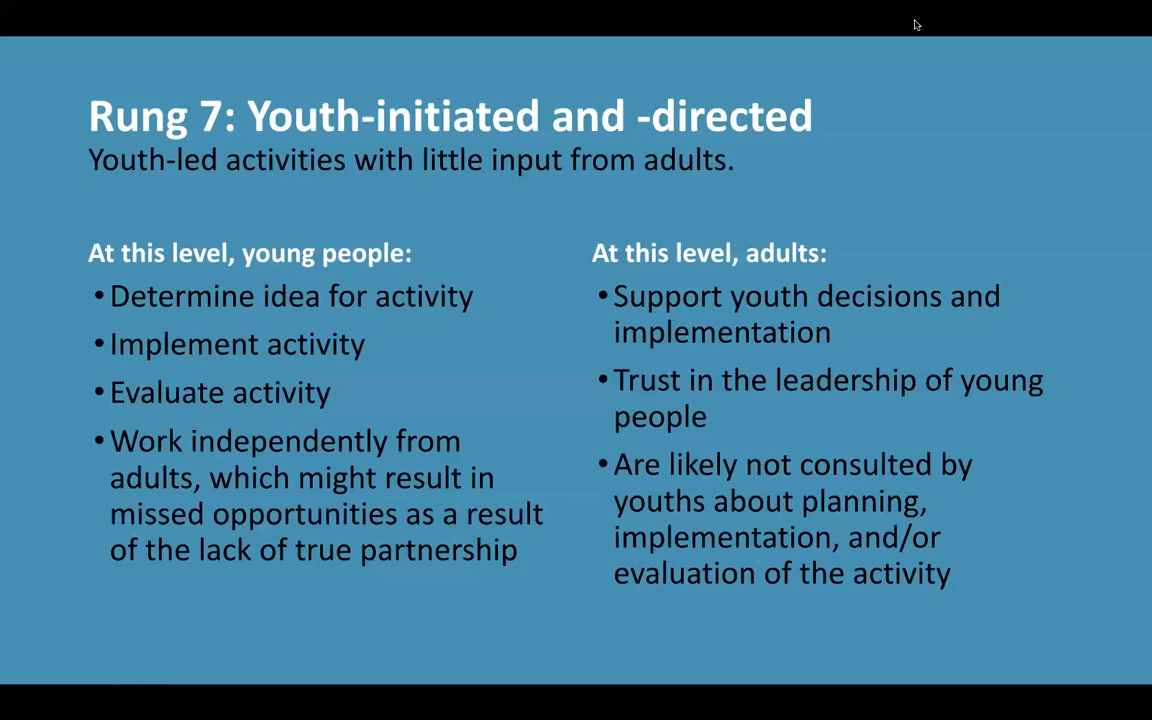 Rung 7: Youth-initiated and -directed
Youth-led activities with little input from adults.
At this level, young people:
•Determine idea for activity
•Implement activity
•Evaluate activity
•Work independently from
adults, which might result in
missed opportunities as a result
of the lack of true partnership
At this level, adults:
•Support youth decisions and
implementation
•Trust in the leadership of young
people
•Are likely not consulted by
youths about planning,
implementation, and/or
evaluation of the activity